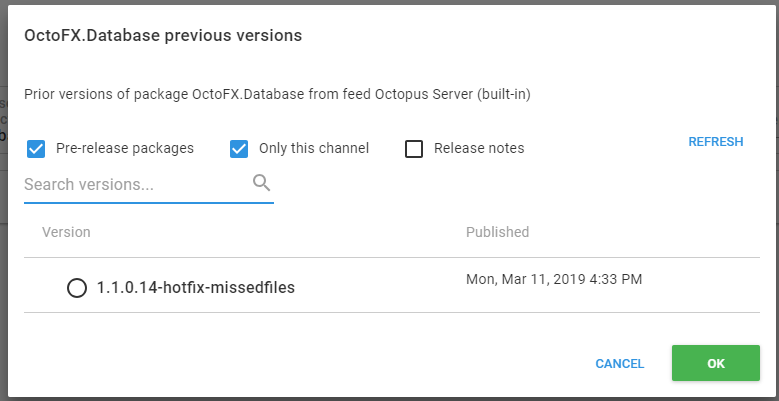 OctoFX.Database previous versions
Prior versions of package OctoFX.Database from feed Octopus Server (built-in)
Pre-release packages Only this channel Release notes REFRESH
Search versions...
Version Published
1.1.0.14-hotfix-missedfiles Mon, Mar 11, 2019 4:33 PM
CANCEL OK